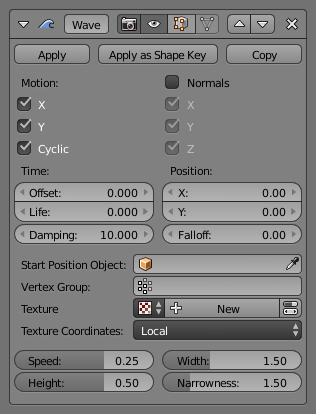 Wave
Apply Apply as Shape Key Copy
Motion: Normals
X X
Y Y
Cyclic Z
Time: Position:
Offset: 0.000 X: 0.00
Life: 0.000 Y: 0.00
Damping: 10.000 Falloff: 0.00
Start Position Object:
Vertex Group:
Texture New
Texture Coordinates: Local
Speed: 0.25 Width: 1.50
Height: 0.50 Narrowness: 1.50